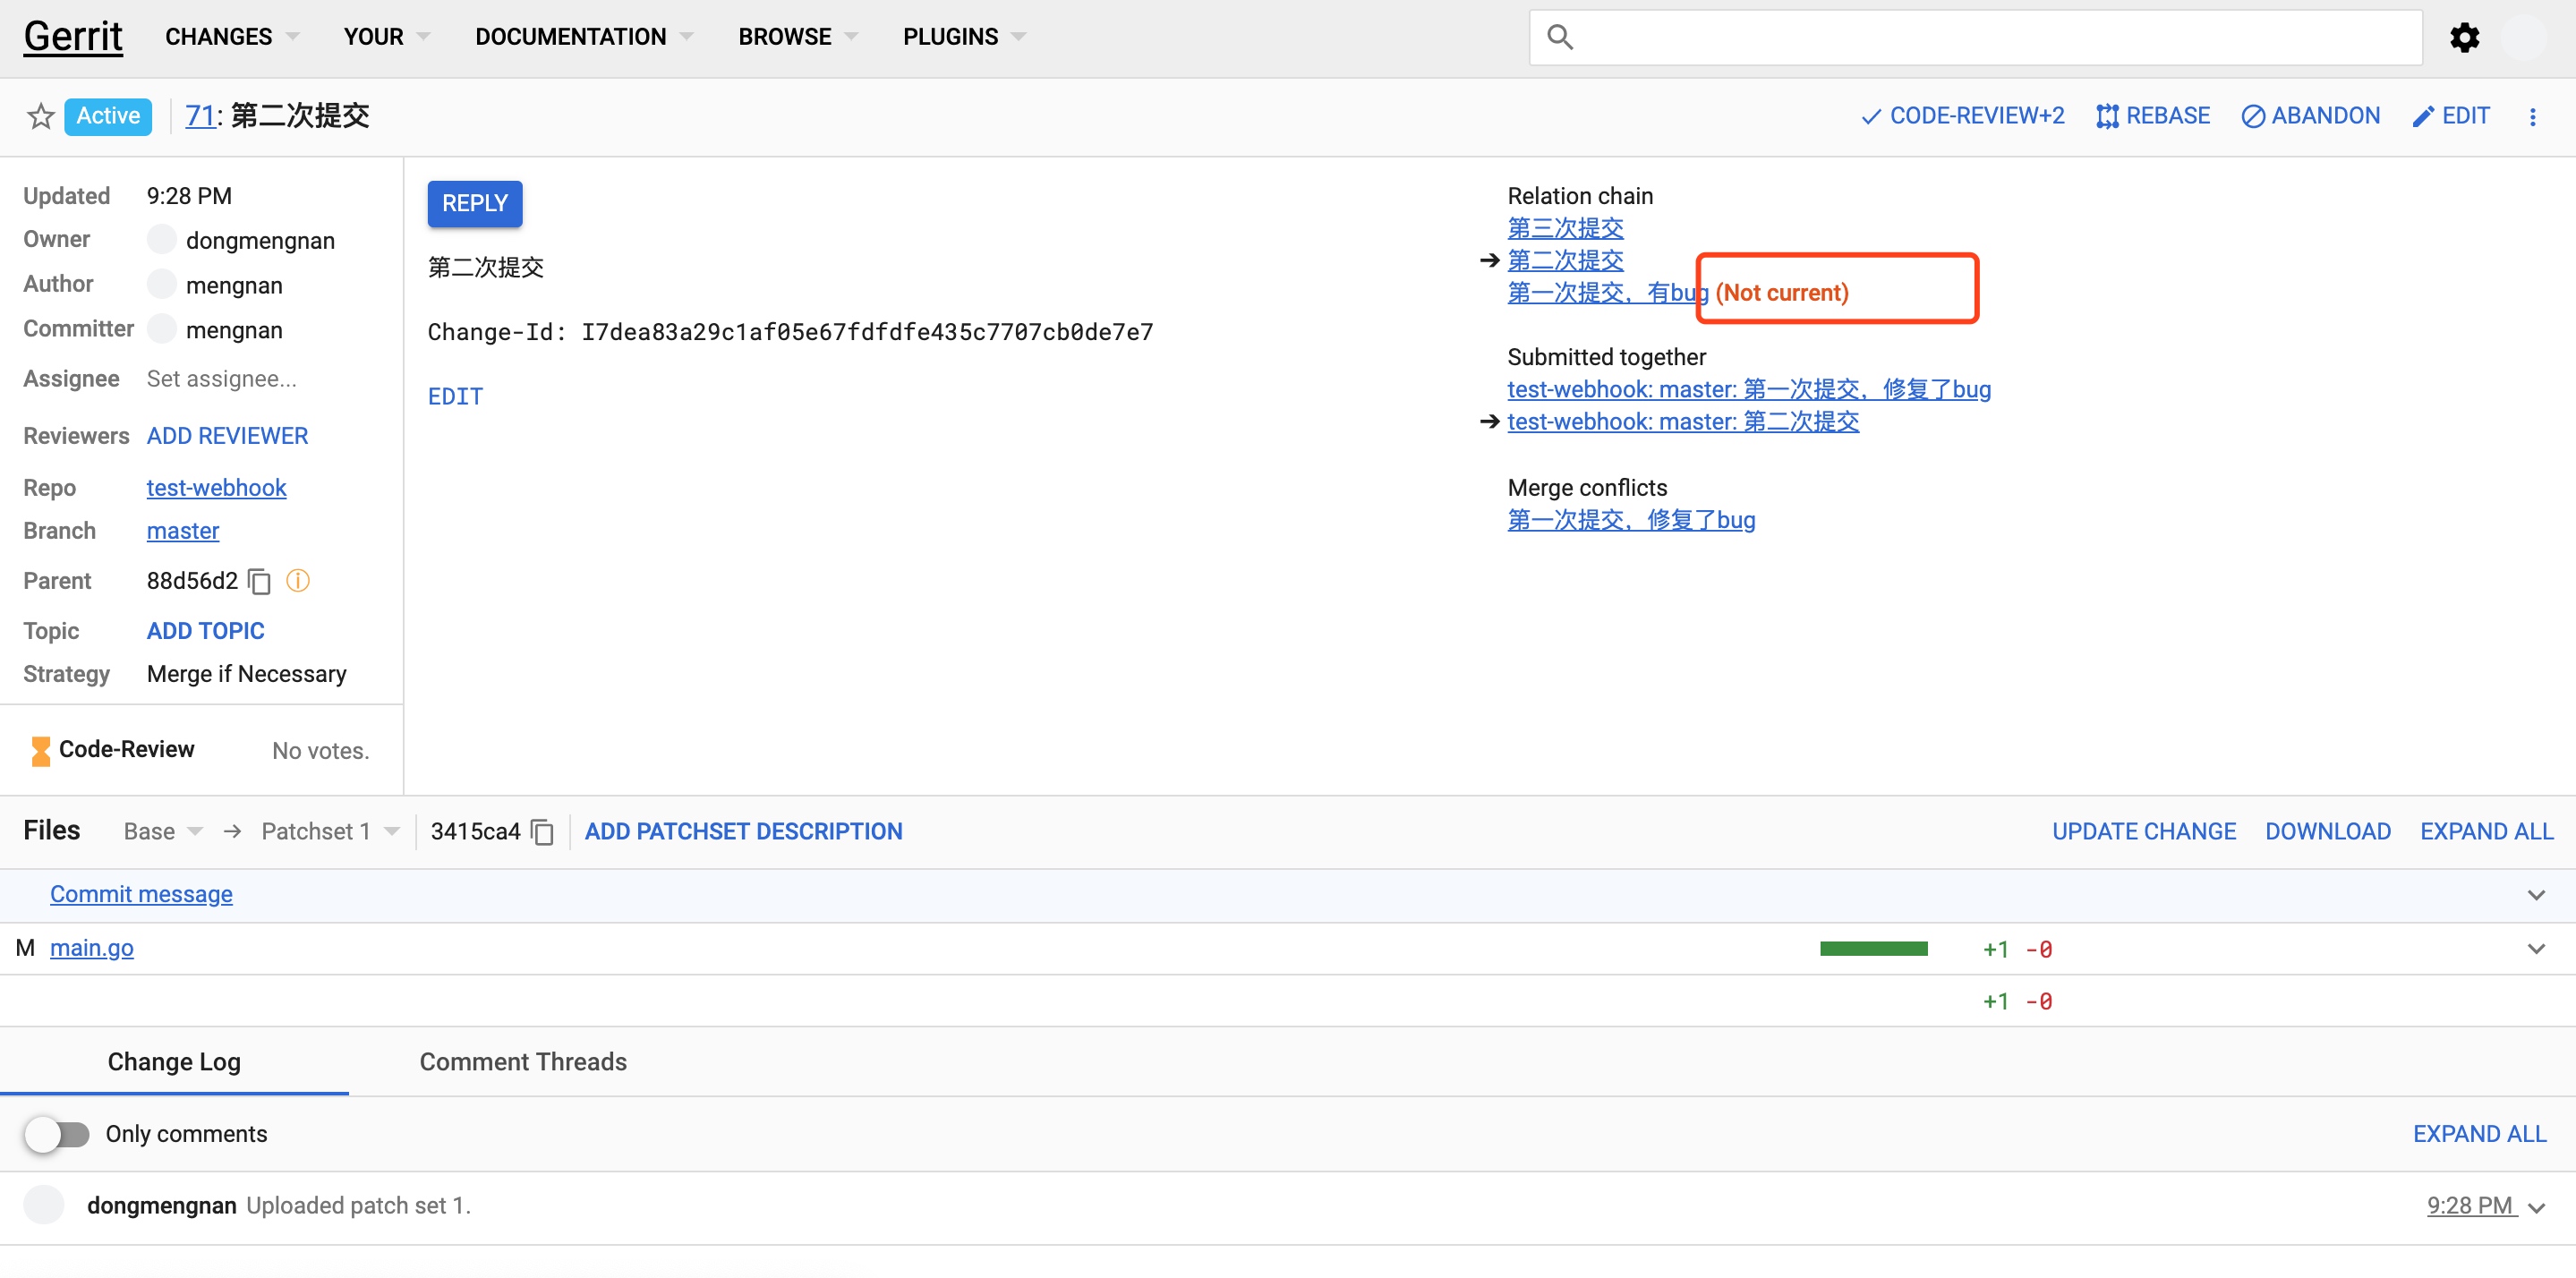 Gerrit CHANGES YOUR DOCUMENTATION BROWSE PLUGINS
Active 71: 第二次提交 CODE-REVIEW+2 REBASE ABANDON EDIT
Updated 9:28 PM
Owner dongmengnan
Author mengnan
Committer mengnan
Assignee Set assignee...
Reviewers ADD REVIEWER
Repo test-webhook
Branch master
Parent 88d56d2
Topic ADD TOPIC
Strategy Merge if Necessary
Code-Review No votes.
REPLY
第二次提交
Change-Id: I7dea83a29c1af05e67fdfdfe435c7707cb0de7e7
EDIT
Relation chain
第三次提交
➔ 第二次提交
第一次提交，有bug (Not current)
Submitted together
test-webhook: master: 第一次提交，修复了bug
➔ test-webhook: master: 第二次提交
Merge conflicts
第一次提交，修复了bug
Files Base → Patchset 1 3415ca4 ADD PATCHSET DESCRIPTION UPDATE CHANGE DOWNLOAD EXPAND ALL
Commit message
M main.go +1 -0
+1 -0
Change Log Comment Threads
Only comments EXPAND ALL
dongmengnan Uploaded patch set 1. 9:28 PM